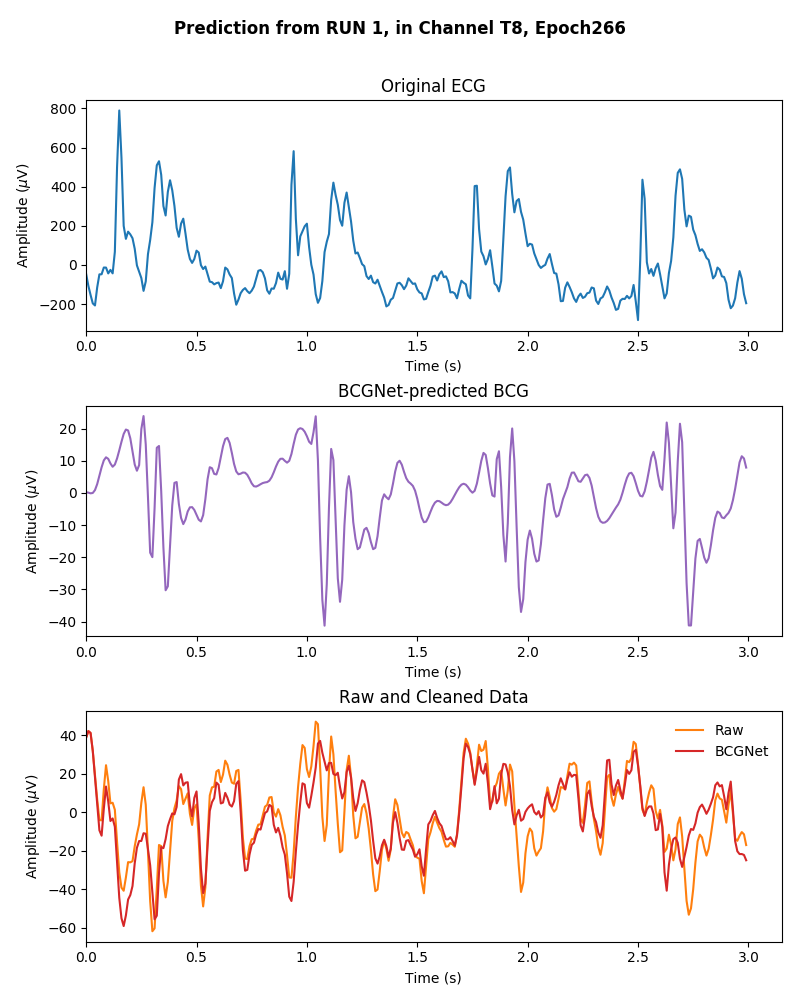 Prediction from RUN 1, in Channel T8, Epoch266
Original ECG
Amplitude (μV)
800
600
400
200
0
−200
0.0 0.5 1.0 1.5 2.0 2.5 3.0
Time (s)
BCGNet-predicted BCG
Amplitude (μV)
20
10
0
−10
−20
−30
−40
0.0 0.5 1.0 1.5 2.0 2.5 3.0
Time (s)
Raw and Cleaned Data
Amplitude (μV)
40
20
0
−20
−40
−60
Raw
BCGNet
0.0 0.5 1.0 1.5 2.0 2.5 3.0
Time (s)